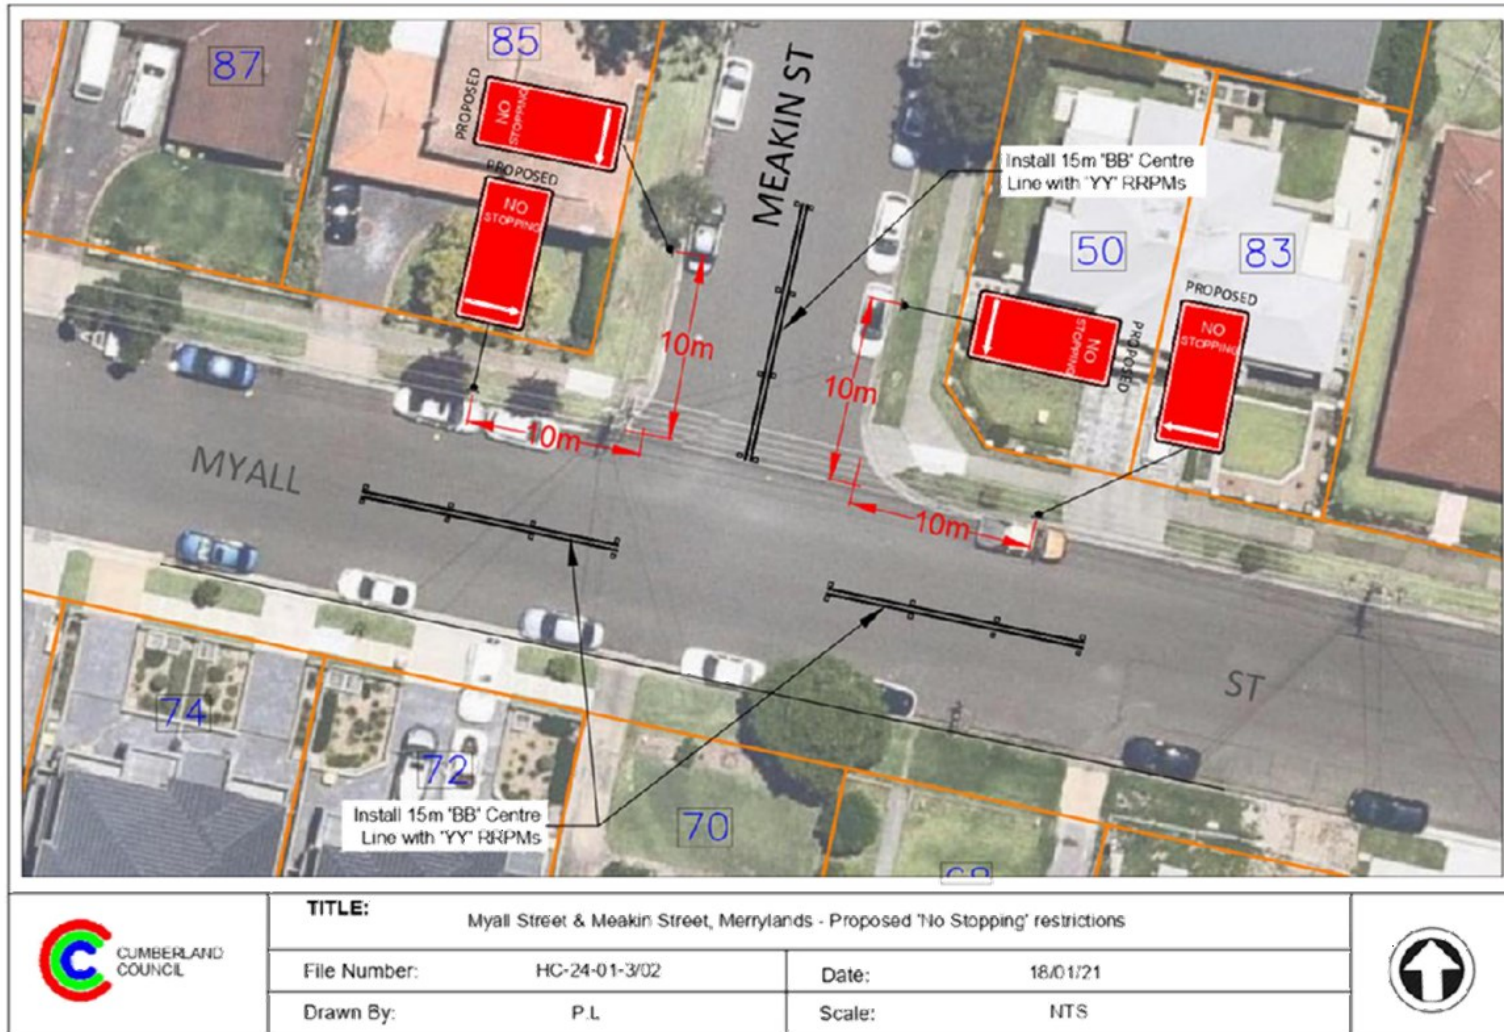 87
85
PROPOSED
NO
STOPPING
PROPOSED
NO
STOPPING
MEAKIN ST
Install 15m 'BB' Centre
Line with 'YY' RRPMs
50
83
PROPOSED
NO
STOPPING
PROPOSED
NO
STOPPING
10m
10m
10m
10m
MYALL
ST
74
72
Install 15m 'BB' Centre
Line with 'YY' RRPMs
70
CUMBERLAND
COUNCIL
TITLE:
Myall Street & Meakin Street, Merrylands - Proposed 'No Stopping' restrictions
File Number: HC-24-01-3/02
Date: 18/01/21
Drawn By: P.L
Scale: NTS